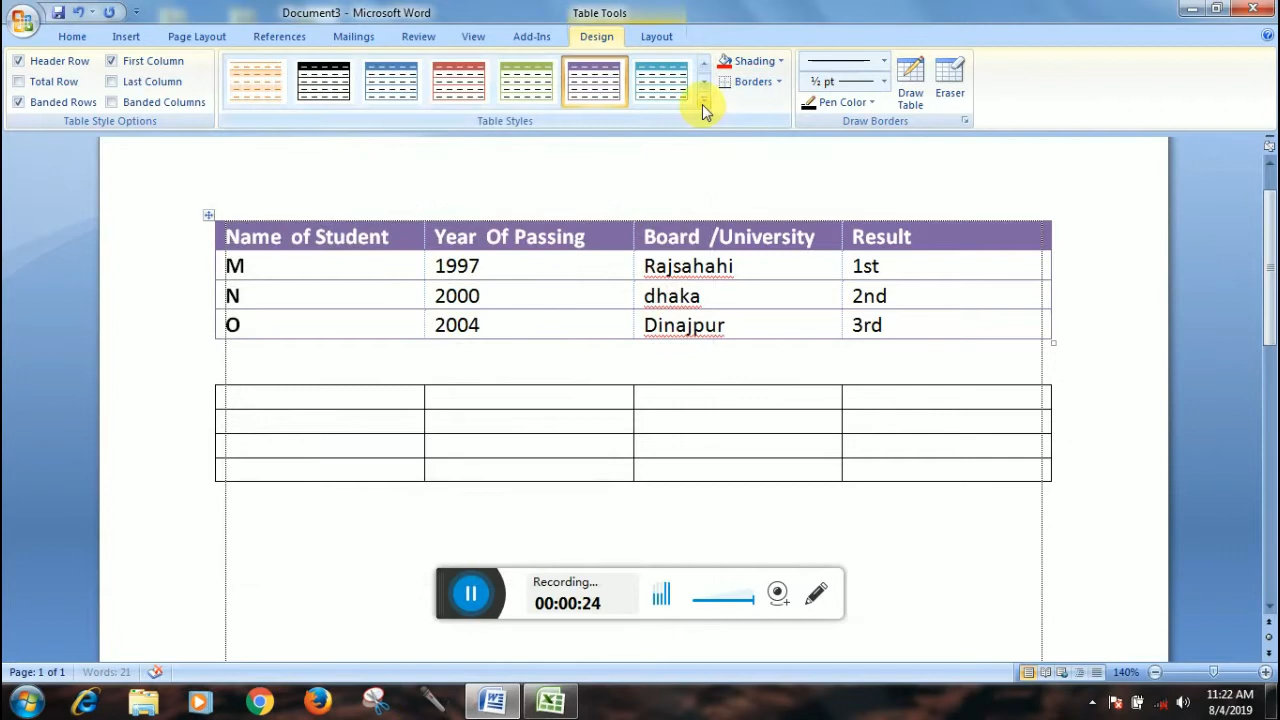 Document3 - Microsoft Word
Table Tools
Home Insert Page Layout References Mailings Review View Add-Ins Design Layout
Header Row First Column
Total Row Last Column
Banded Rows Banded Columns
Table Style Options
Table Styles
Shading
Borders
½ pt
Pen Color
Draw Table
Eraser
Draw Borders
Name of Student Year Of Passing Board /University Result
M 1997 Rajsahahi 1st
N 2000 dhaka 2nd
O 2004 Dinajpur 3rd
Recording...
00:00:24
Page: 1 of 1 Words: 21 140%
11:22 AM
8/4/2019